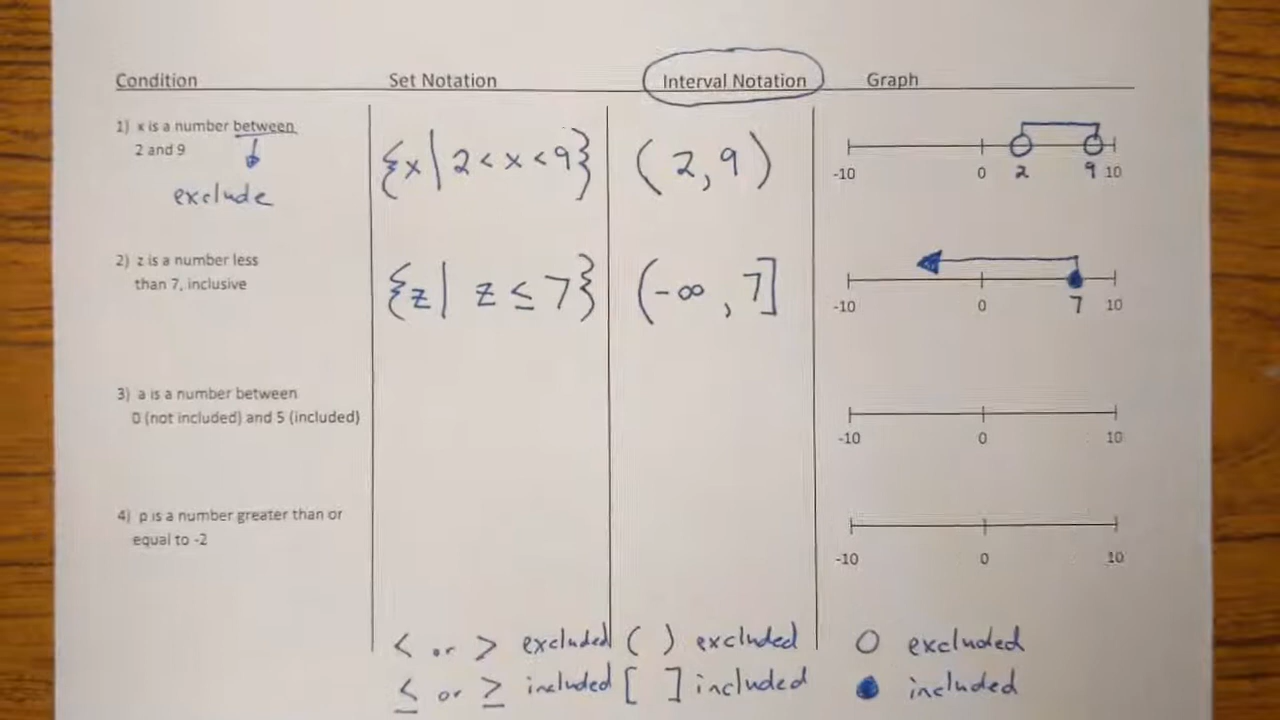 Condition Set Notation Interval Notation Graph
1) x is a number between
2 and 9
exclude
{x| 2 < x < 9}
(2, 9)
-10 0 2 9 10
2) z is a number less
than 7, inclusive
{z| z ≤ 7}
(-∞, 7]
-10 0 7 10
3) a is a number between
0 (not included) and 5 (included)
-10 0 10
4) p is a number greater than or
equal to -2
-10 0 10
< or > excluded ( ) excluded O excluded
≤ or ≥ included [ ] included ● included